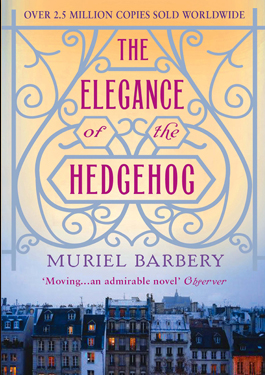 OVER 2.5 MILLION COPIES SOLD WORLDWIDE
THE
ELEGANCE
of the
HEDGEHOG
MURIEL BARBERY
‘Moving...an admirable novel’ Observer